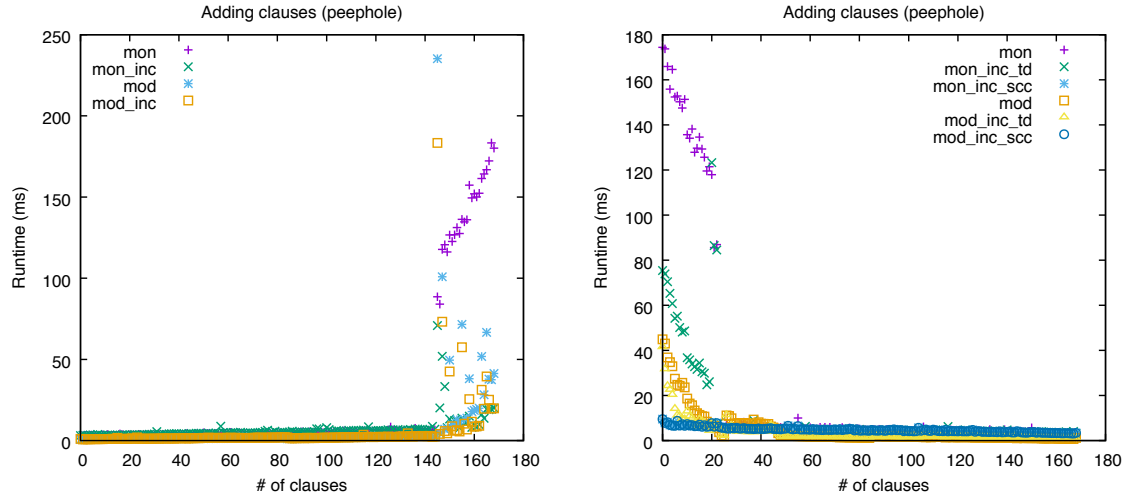 Adding clauses (peephole)
250
200
150
100
50
0
0 20 40 60 80 100 120 140 160 180
Runtime (ms)
# of clauses
mon
mon_inc
mod
mod_inc
Adding clauses (peephole)
180
160
140
120
100
80
60
40
20
0
0 20 40 60 80 100 120 140 160 180
Runtime (ms)
# of clauses
mon
mon_inc_td
mon_inc_scc
mod
mod_inc_td
mod_inc_scc